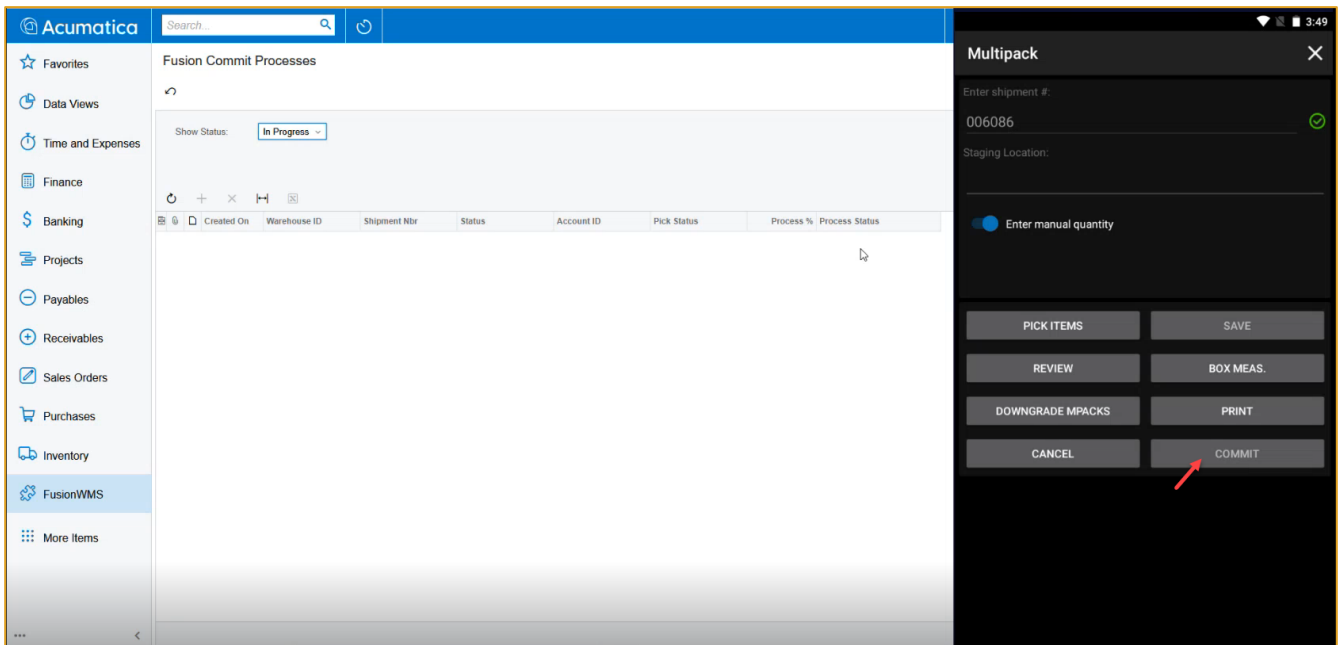 Acumatica
Search...
Favorites
Data Views
Time and Expenses
Finance
Banking
Projects
Payables
Receivables
Sales Orders
Purchases
Inventory
FusionWMS
More Items
Fusion Commit Processes
Show Status: In Progress
Created On Warehouse ID Shipment Nbr Status Account ID Pick Status Process % Process Status
3:49
Multipack
Enter shipment #:
006086
Staging Location:
Enter manual quantity
PICK ITEMS SAVE
REVIEW BOX MEAS.
DOWNGRADE MPACKS PRINT
CANCEL COMMIT